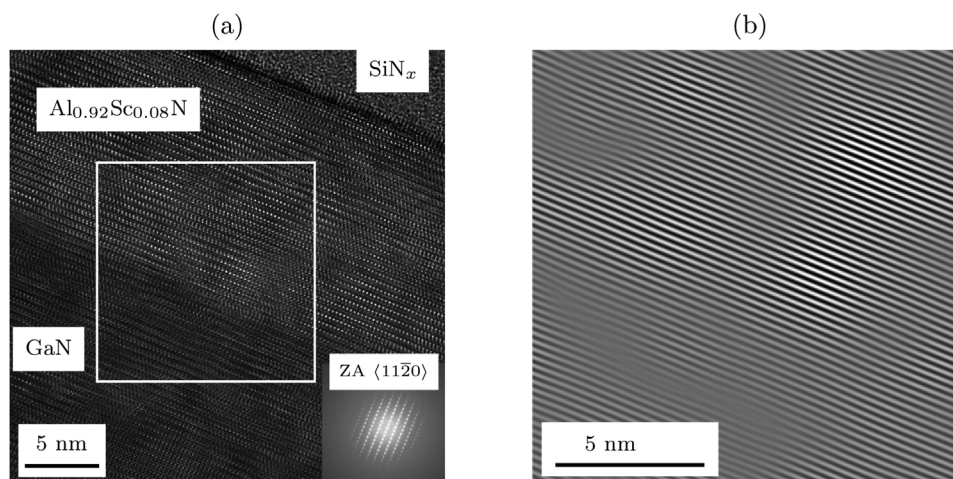 (a)
(b)
SiNₓ
Al₀.₉₂Sc₀.₀₈N
GaN
ZA ⟨112̅0⟩
5 nm
5 nm